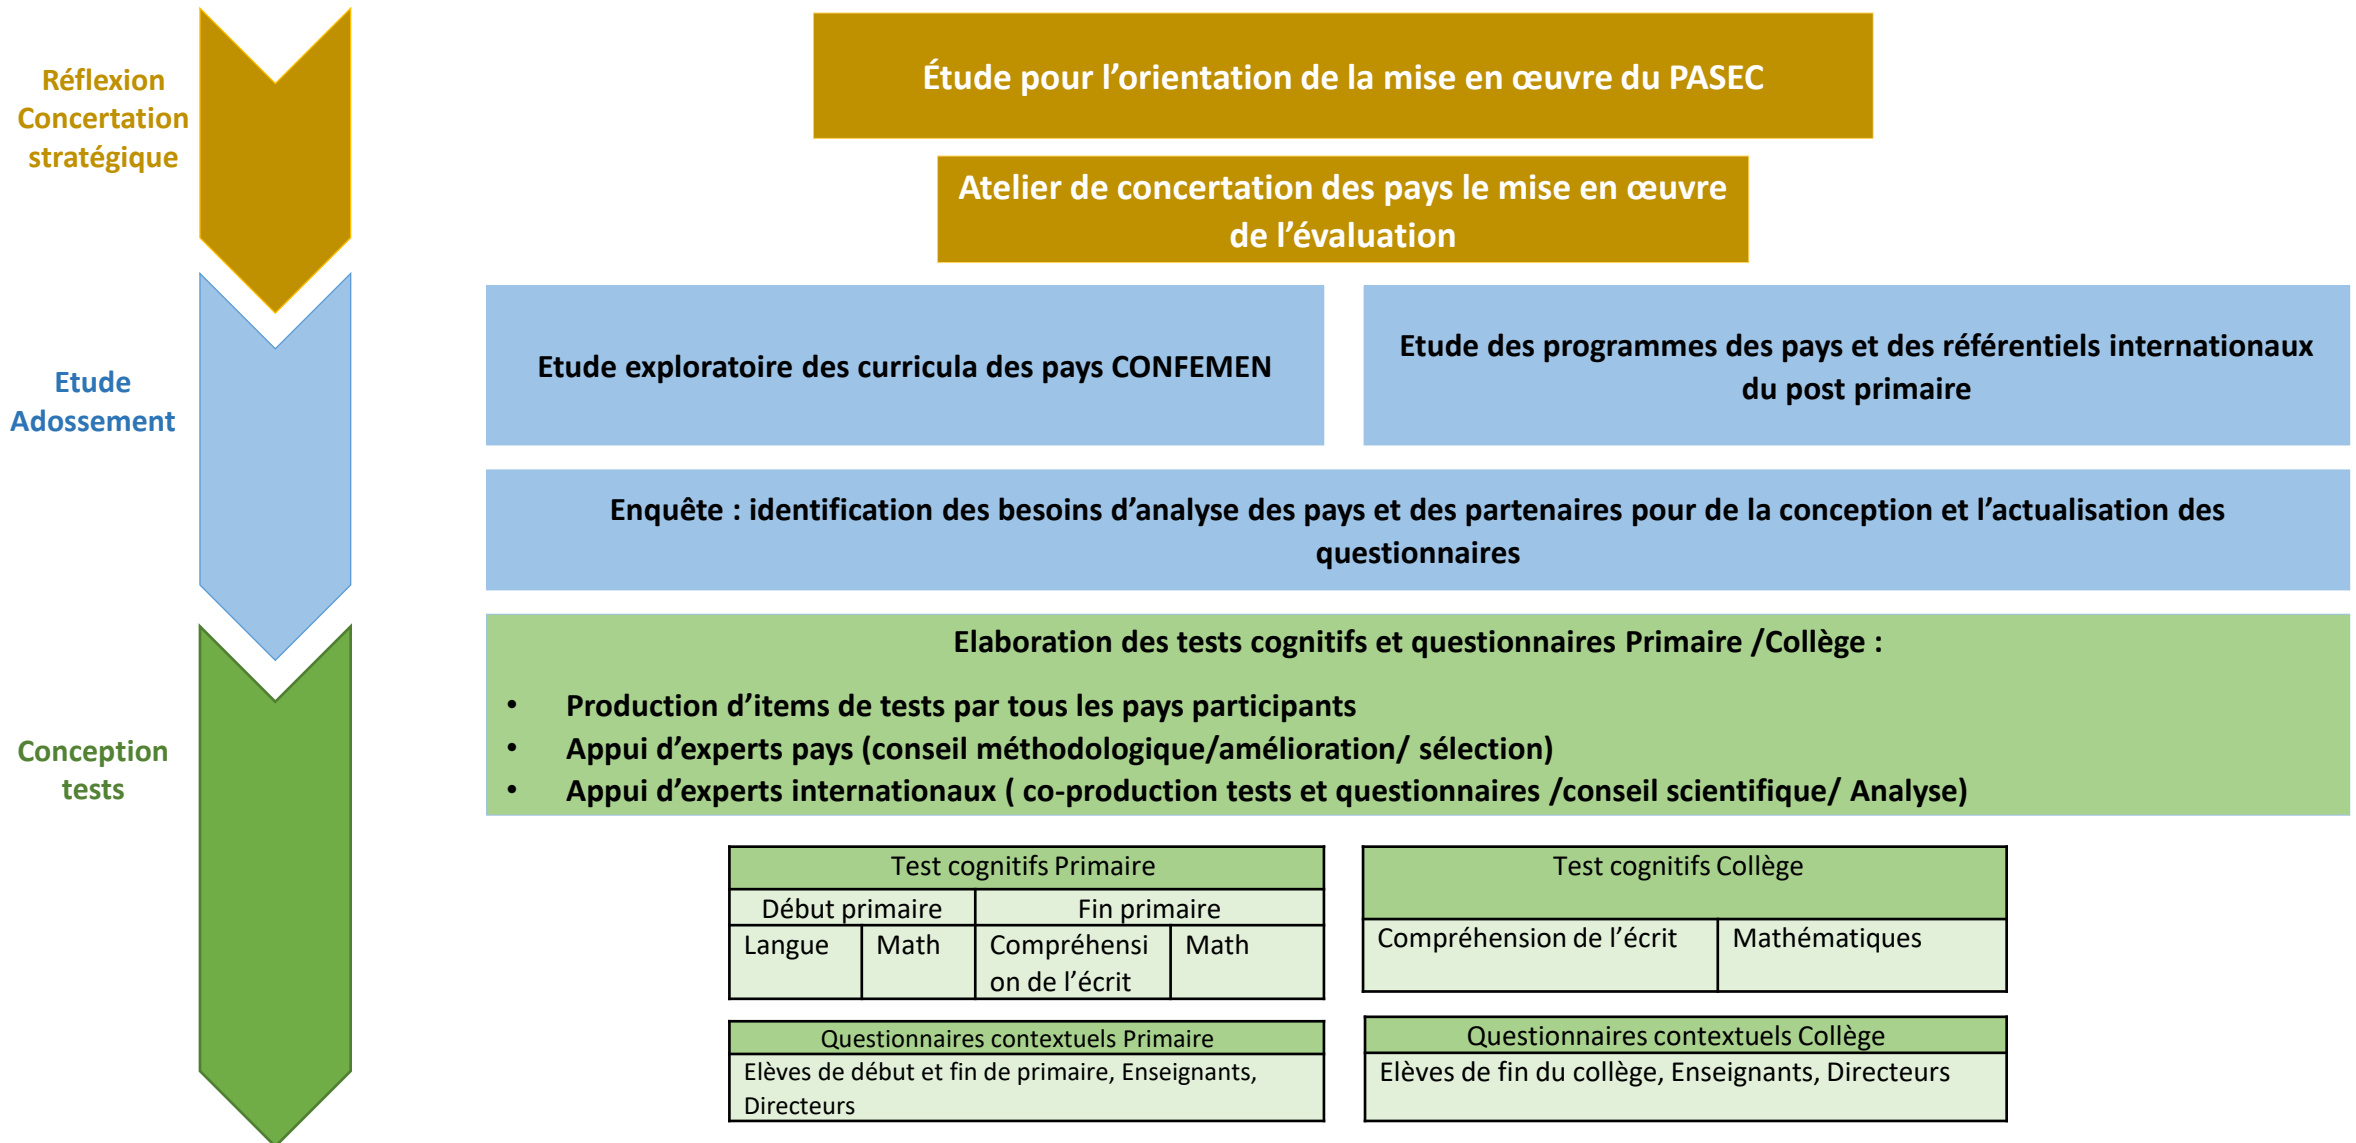 Réflexion
Concertation
stratégique
Étude pour l’orientation de la mise en œuvre du PASEC
Atelier de concertation des pays le mise en œuvre
de l’évaluation
Etude
Adossement
Etude exploratoire des curricula des pays CONFEMEN
Etude des programmes des pays et des référentiels internationaux
du post primaire
Enquête : identification des besoins d’analyse des pays et des partenaires pour de la conception et l’actualisation des
questionnaires
Conception
tests
Elaboration des tests cognitifs et questionnaires Primaire /Collège :
• Production d’items de tests par tous les pays participants
• Appui d’experts pays (conseil méthodologique/amélioration/ sélection)
• Appui d’experts internationaux ( co-production tests et questionnaires /conseil scientifique/ Analyse)
Test cognitifs Primaire
Début primaire
Fin primaire
Langue
Math
Compréhensi
on de l’écrit
Math
Test cognitifs Collège
Compréhension de l’écrit
Mathématiques
Questionnaires contextuels Primaire
Elèves de début et fin de primaire, Enseignants,
Directeurs
Questionnaires contextuels Collège
Elèves de fin du collège, Enseignants, Directeurs